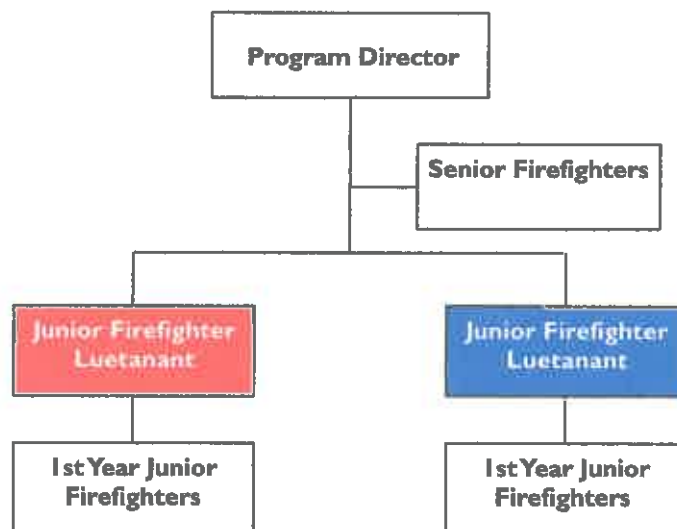 Program Director
Senior Firefighters
Junior Firefighter
Luetanant
Junior Firefighter
Luetanant
1st Year Junior
Firefighters
1st Year Junior
Firefighters